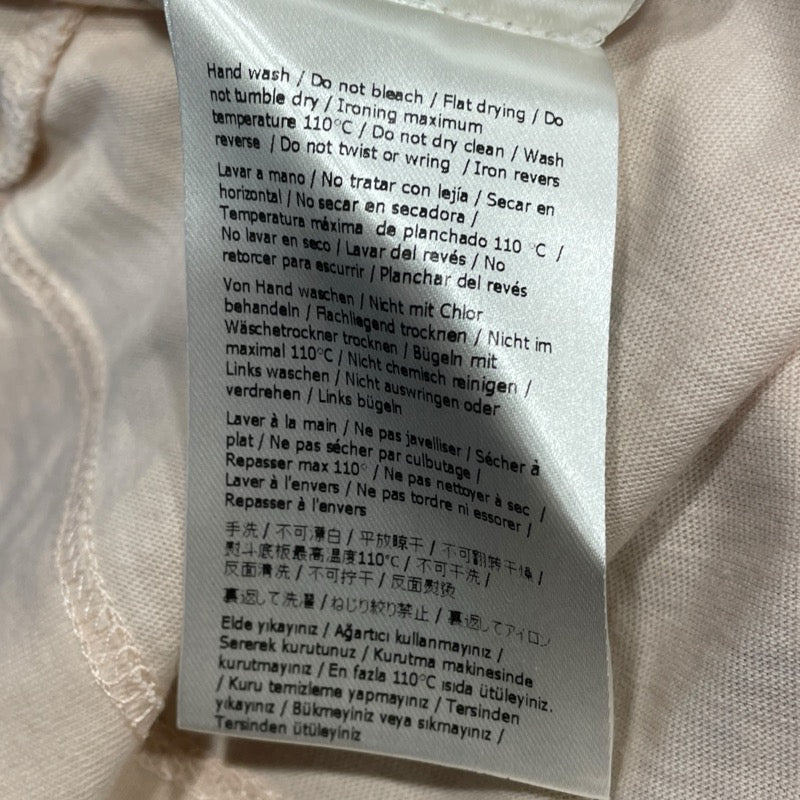 Hand wash / Do not bleach / Flat drying / Do
not tumble dry / Ironing maximum
temperature 110°C / Do not dry clean / Wash
reverse / Do not twist or wring / Iron revers
Lavar a mano / No tratar con lejía / Secar en
horizontal / No secar en secadora /
Temperatura máxima de planchado 110 °C /
No lavar en seco / Lavar del revés / No
retorcer para escurrir / Planchar del revés
Von Hand waschen / Nicht mit Chlor
behandeln / Flachliegend trocknen / Nicht im
Wäschetrockner trocknen / Bügeln mit
maximal 110°C / Nicht chemisch reinigen /
Links waschen / Nicht auswringen oder
verdrehen / Links bügeln
Laver à la main / Ne pas javelliser / Sécher à
plat / Ne pas sécher par culbutage /
Repasser max 110° / Ne pas nettoyer à sec /
Laver à l'envers / Ne pas tordre ni essorer /
Repasser à l'envers
手洗 / 不可漂白 / 平放晾干 / 不可翻转干燥 /
熨斗底板最高温度110℃ / 不可干洗 /
反面清洗 / 不可拧干 / 反面熨烫
裏返して洗濯 / ねじり絞り禁止 / 裏返してアイロン
Elde yıkayınız / Ağartıcı kullanmayınız /
Sererek kurutunuz / Kurutma makinesinde
kurutmayınız / En fazla 110°C ısıda ütüleyiniz.
/ Kuru temizleme yapmayınız / Tersinden
yıkayınız / Bükmeyiniz veya sıkmayınız /
Tersinden ütüleyiniz